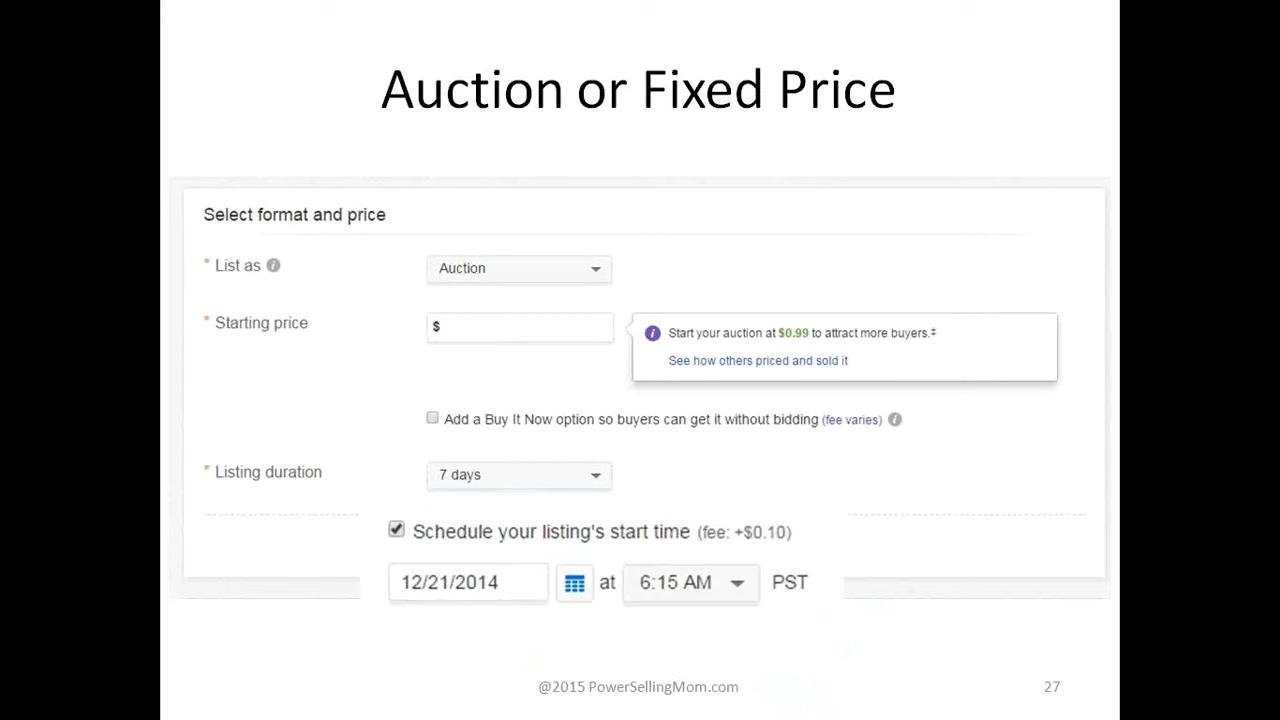 Auction or Fixed Price
Select format and price
* List as
Auction
* Starting price
$
Start your auction at $0.99 to attract more buyers.‡
See how others priced and sold it
Add a Buy It Now option so buyers can get it without bidding (fee varies)
* Listing duration
7 days
Schedule your listing's start time (fee: +$0.10)
12/21/2014 at 6:15 AM PST
@2015 PowerSellingMom.com
27